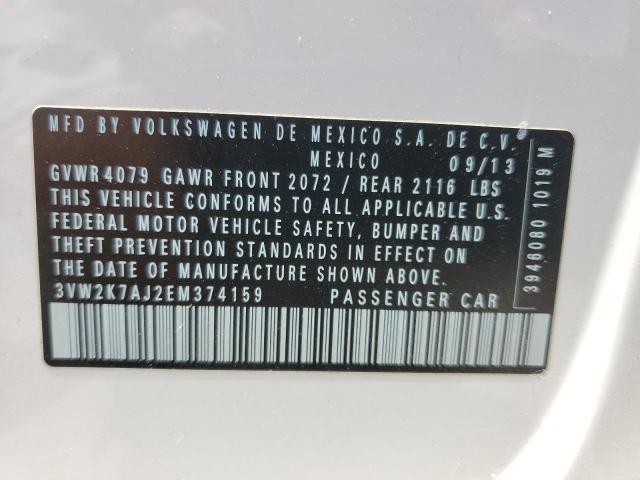 MFD BY VOLKSWAGEN DE MEXICO S.A. DE C.V.
MEXICO 09/13
GVWR4079 GAWR FRONT 2072 / REAR 2116 LBS
THIS VEHICLE CONFORMS TO ALL APPLICABLE U.S.
FEDERAL MOTOR VEHICLE SAFETY, BUMPER AND
THEFT PREVENTION STANDARDS IN EFFECT ON
THE DATE OF MANUFACTURE SHOWN ABOVE.
3VW2K7AJ2EM374159 PASSENGER CAR
3946080 1019 M